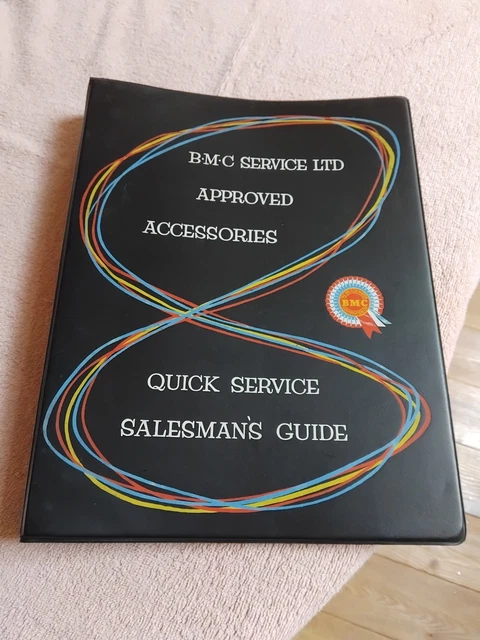 B·M·C SERVICE LTD
APPROVED
ACCESSORIES
BMC
QUICK SERVICE
SALESMAN'S GUIDE